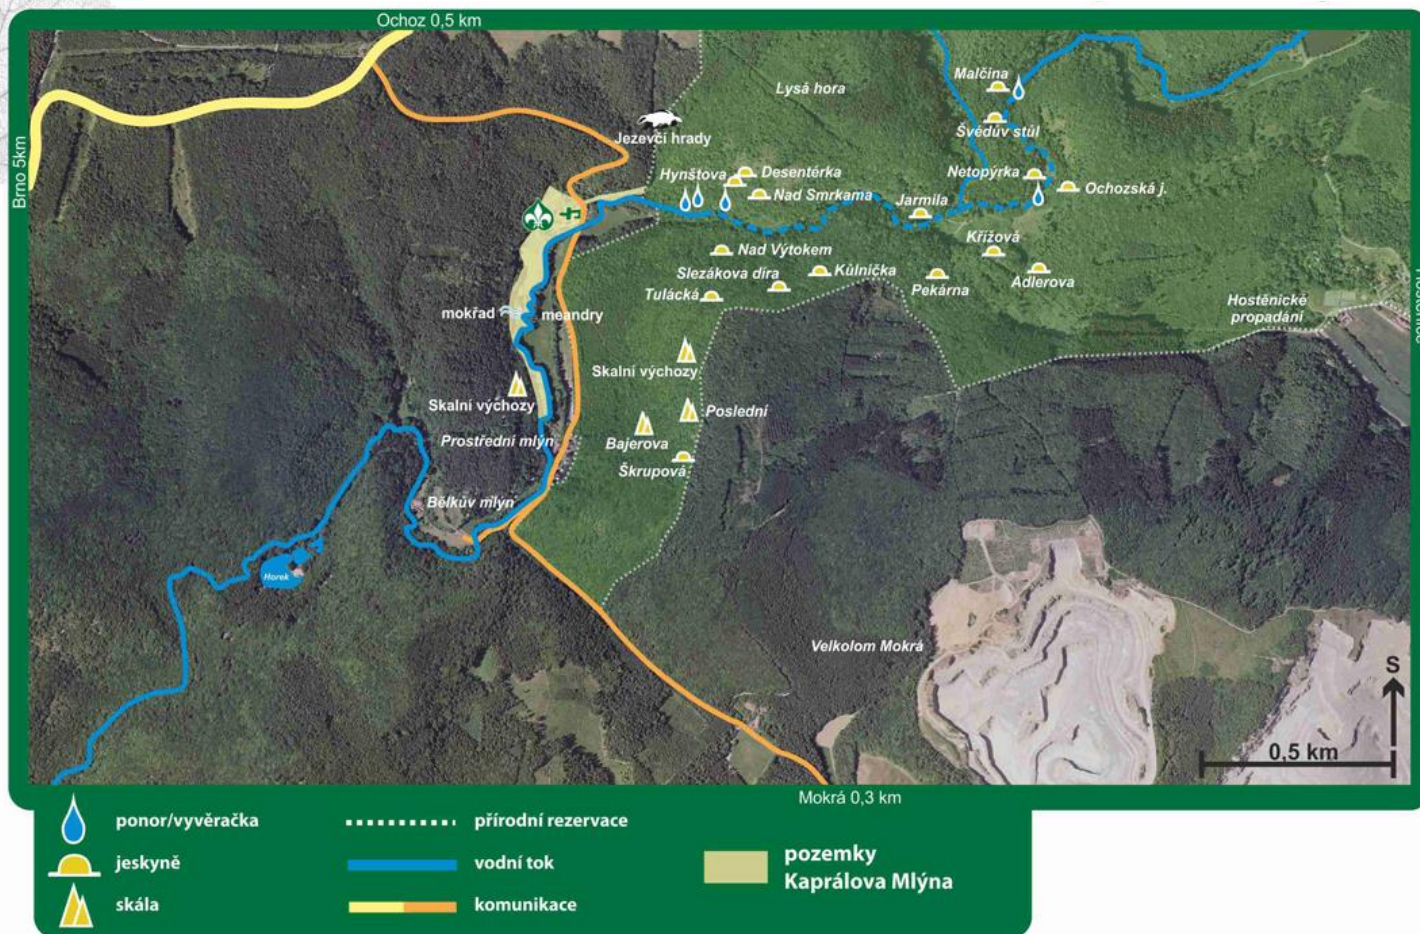 Ochoz 0,5 km
Brno 5km
Lysá hora
Malčina
Švédův stůl
Jezevčí hrady
Hynštova
Desentérka
Nad Smrkama
Netopýrka
Ochozská j.
Jarmila
Křížová
Nad Výtokem
Slezákova díra
Kůlnička
Pekárna
Adlerova
Tulácká
Hosténické
propadání
mokřad
meandry
Skalní výchozy
Skalní výchozy
Poslední
Prostřední mlýn
Bajerova
Škrupová
Bělkův mlýn
Horek
Velkolom Mokrá
S
0,5 km
Mokrá 0,3 km
ponor/vyvěračka
jeskyně
skála
přírodní rezervace
vodní tok
komunikace
pozemky
Kaprálova Mlýna